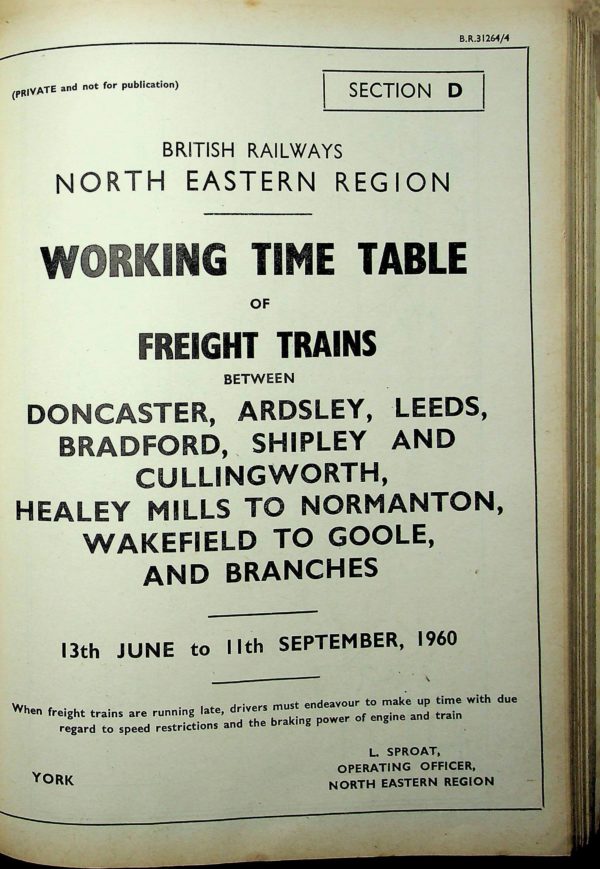 B.R.31264/4
(PRIVATE and not for publication)
SECTION D
BRITISH RAILWAYS
NORTH EASTERN REGION
WORKING TIME TABLE
OF
FREIGHT TRAINS
BETWEEN
DONCASTER, ARDSLEY, LEEDS,
BRADFORD, SHIPLEY AND
CULLINGWORTH,
HEALEY MILLS TO NORMANTON,
WAKEFIELD TO GOOLE,
AND BRANCHES
13th JUNE to 11th SEPTEMBER, 1960
When freight trains are running late, drivers must endeavour to make up time with due
regard to speed restrictions and the braking power of engine and train
L. SPROAT,
OPERATING OFFICER,
NORTH EASTERN REGION
YORK